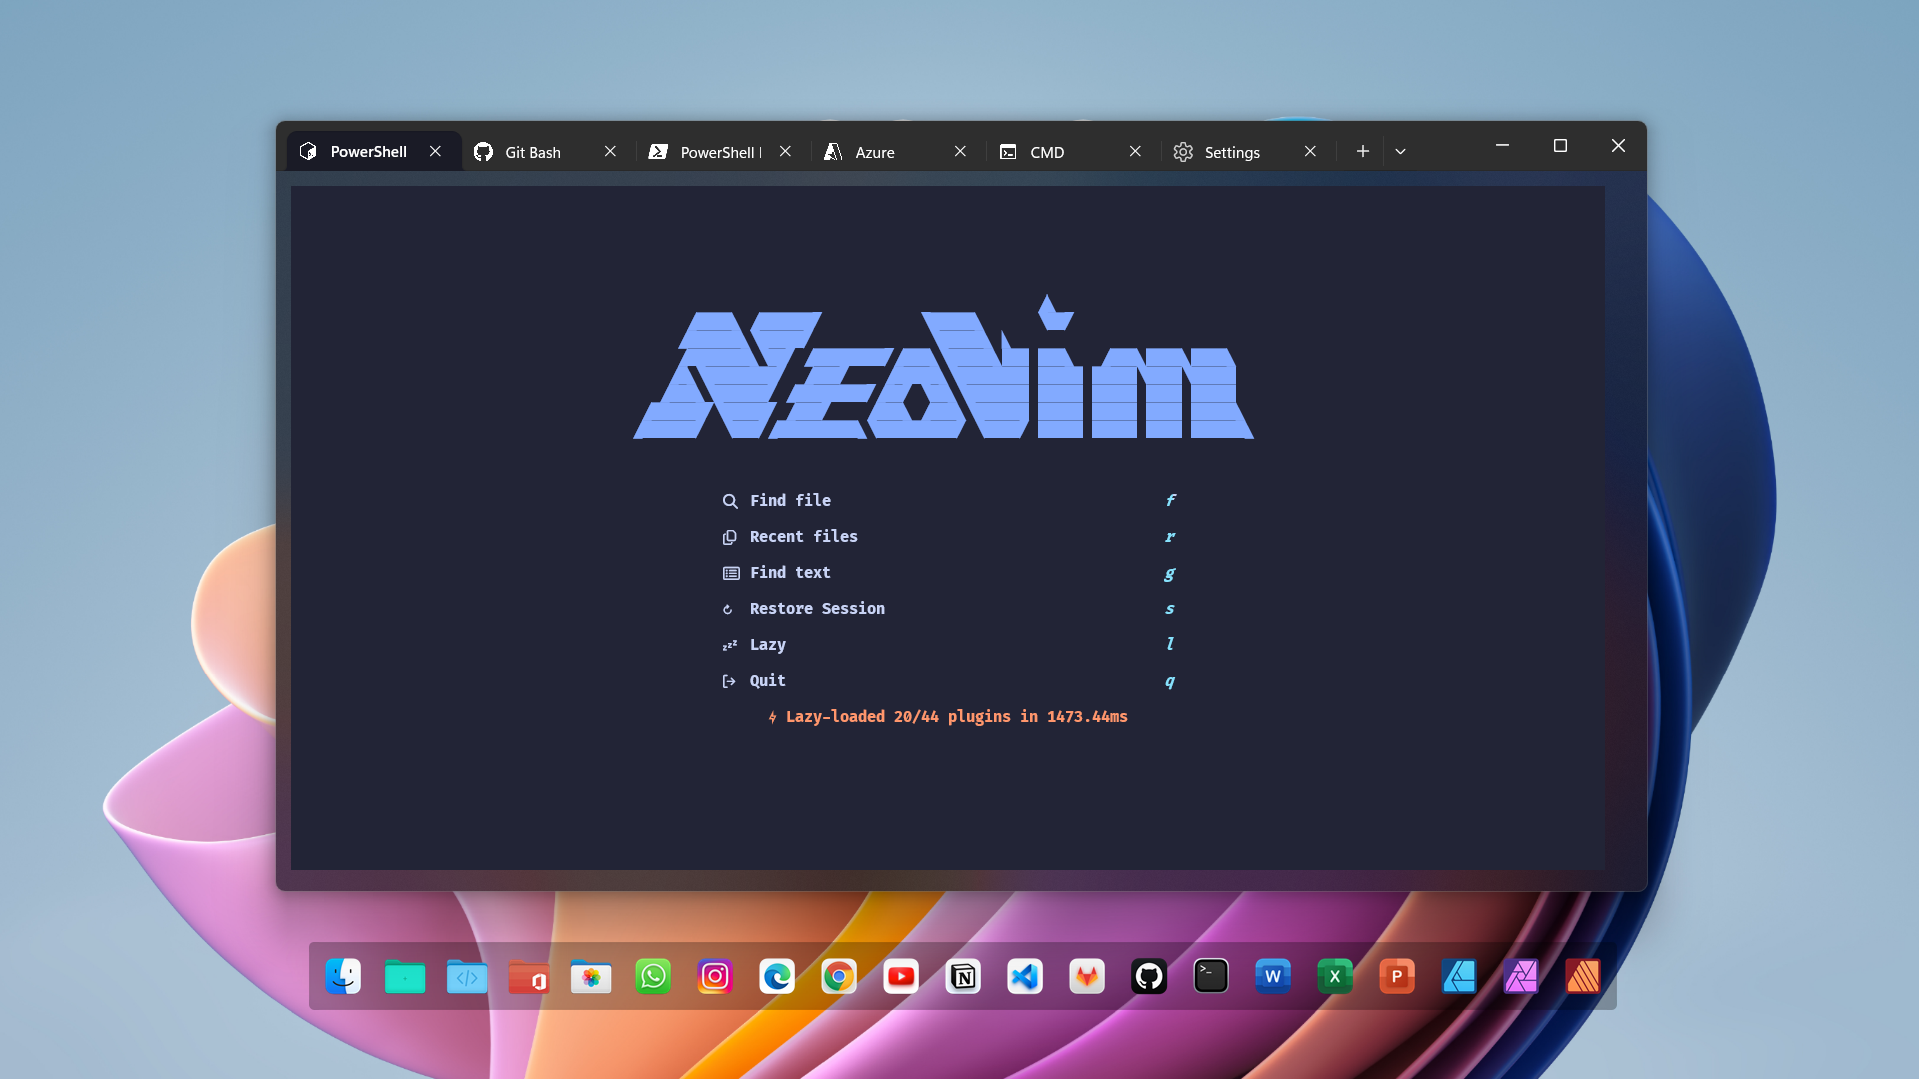 PowerShell
Git Bash
PowerShell
Azure
CMD
Settings
Neovim
Find file f
Recent files r
Find text g
Restore Session s
zzz Lazy l
Quit q
Lazy-loaded 20/44 plugins in 1473.44ms